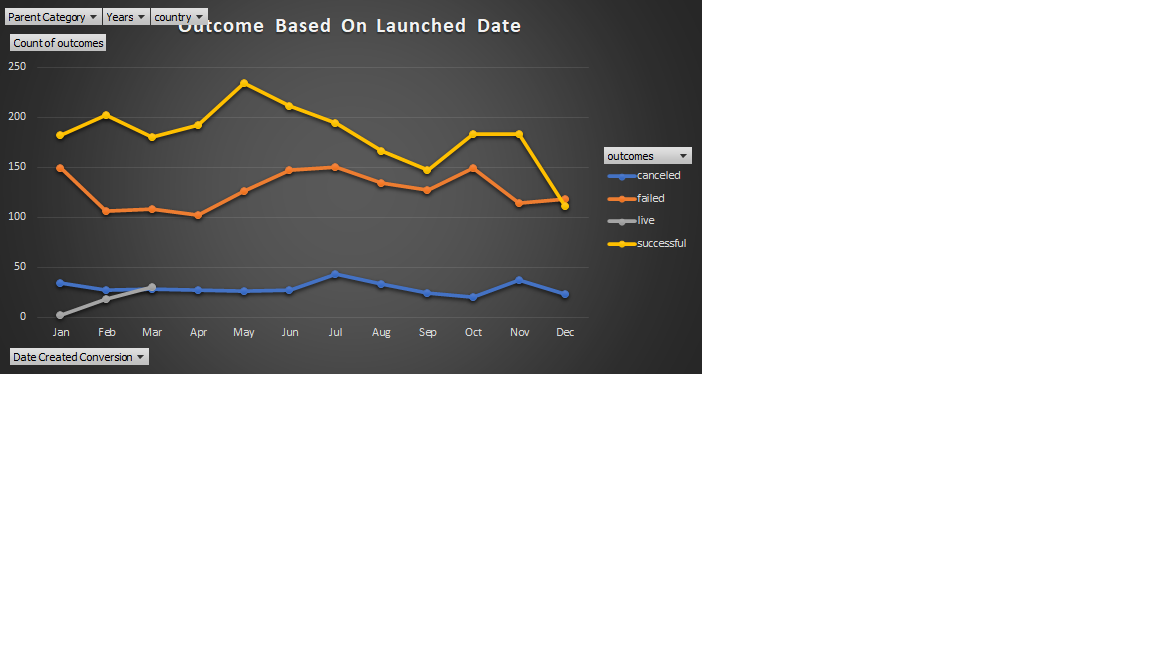 Parent Category Years country
Outcome Based On Launched Date
Count of outcomes
250
200
150
100
50
0
Jan Feb Mar Apr May Jun Jul Aug Sep Oct Nov Dec
outcomes
canceled
failed
live
successful
Date Created Conversion